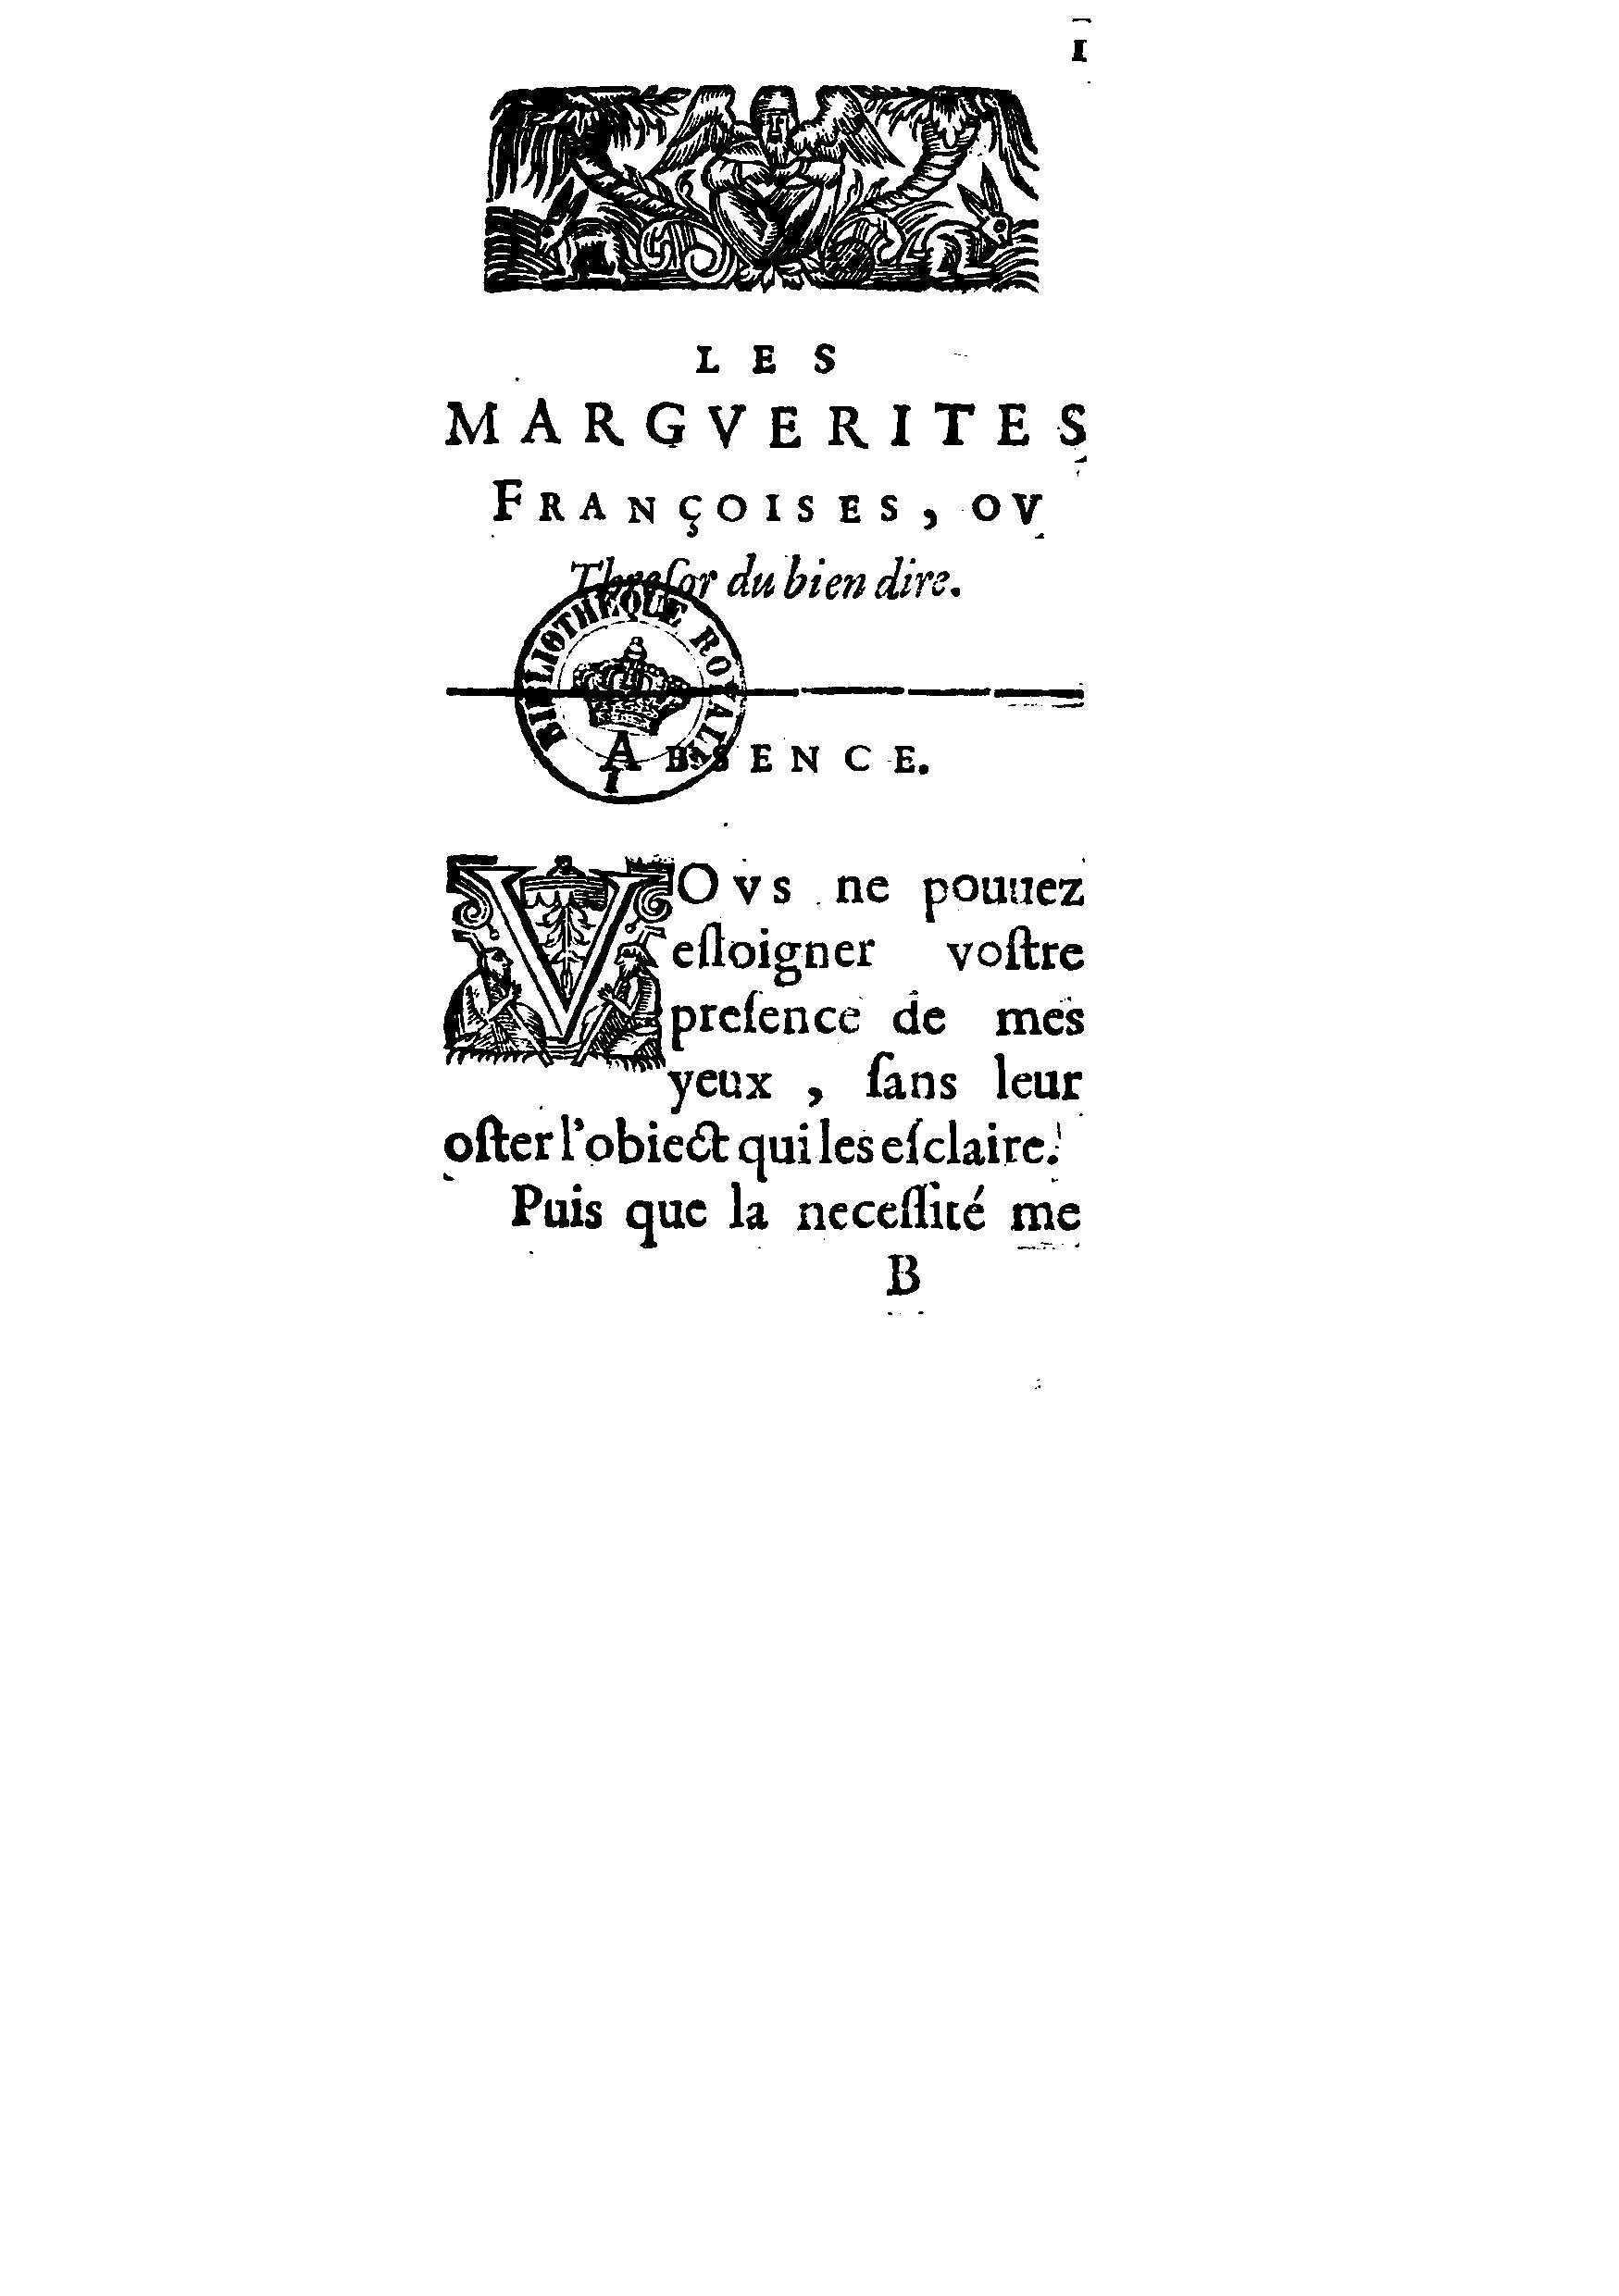 1
LES
MARGVERITES
FRANÇOISES, OV
Threſor du bien dire.
BIBLIOTHEQUE ROYALE
I
ABSENCE.
VOVS ne pouuez
eſloigner voſtre
preſence de mes
yeux , ſans leur
oſter l'obiect qui les eſclaire.
Puis que la neceſſité me
B